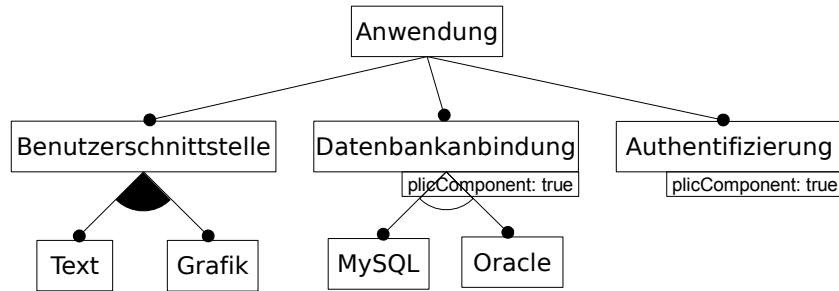 Anwendung
Benutzerschnittstelle
Datenbankanbindung
Authentifizierung
plicComponent: true
plicComponent: true
Text
Grafik
MySQL
Oracle